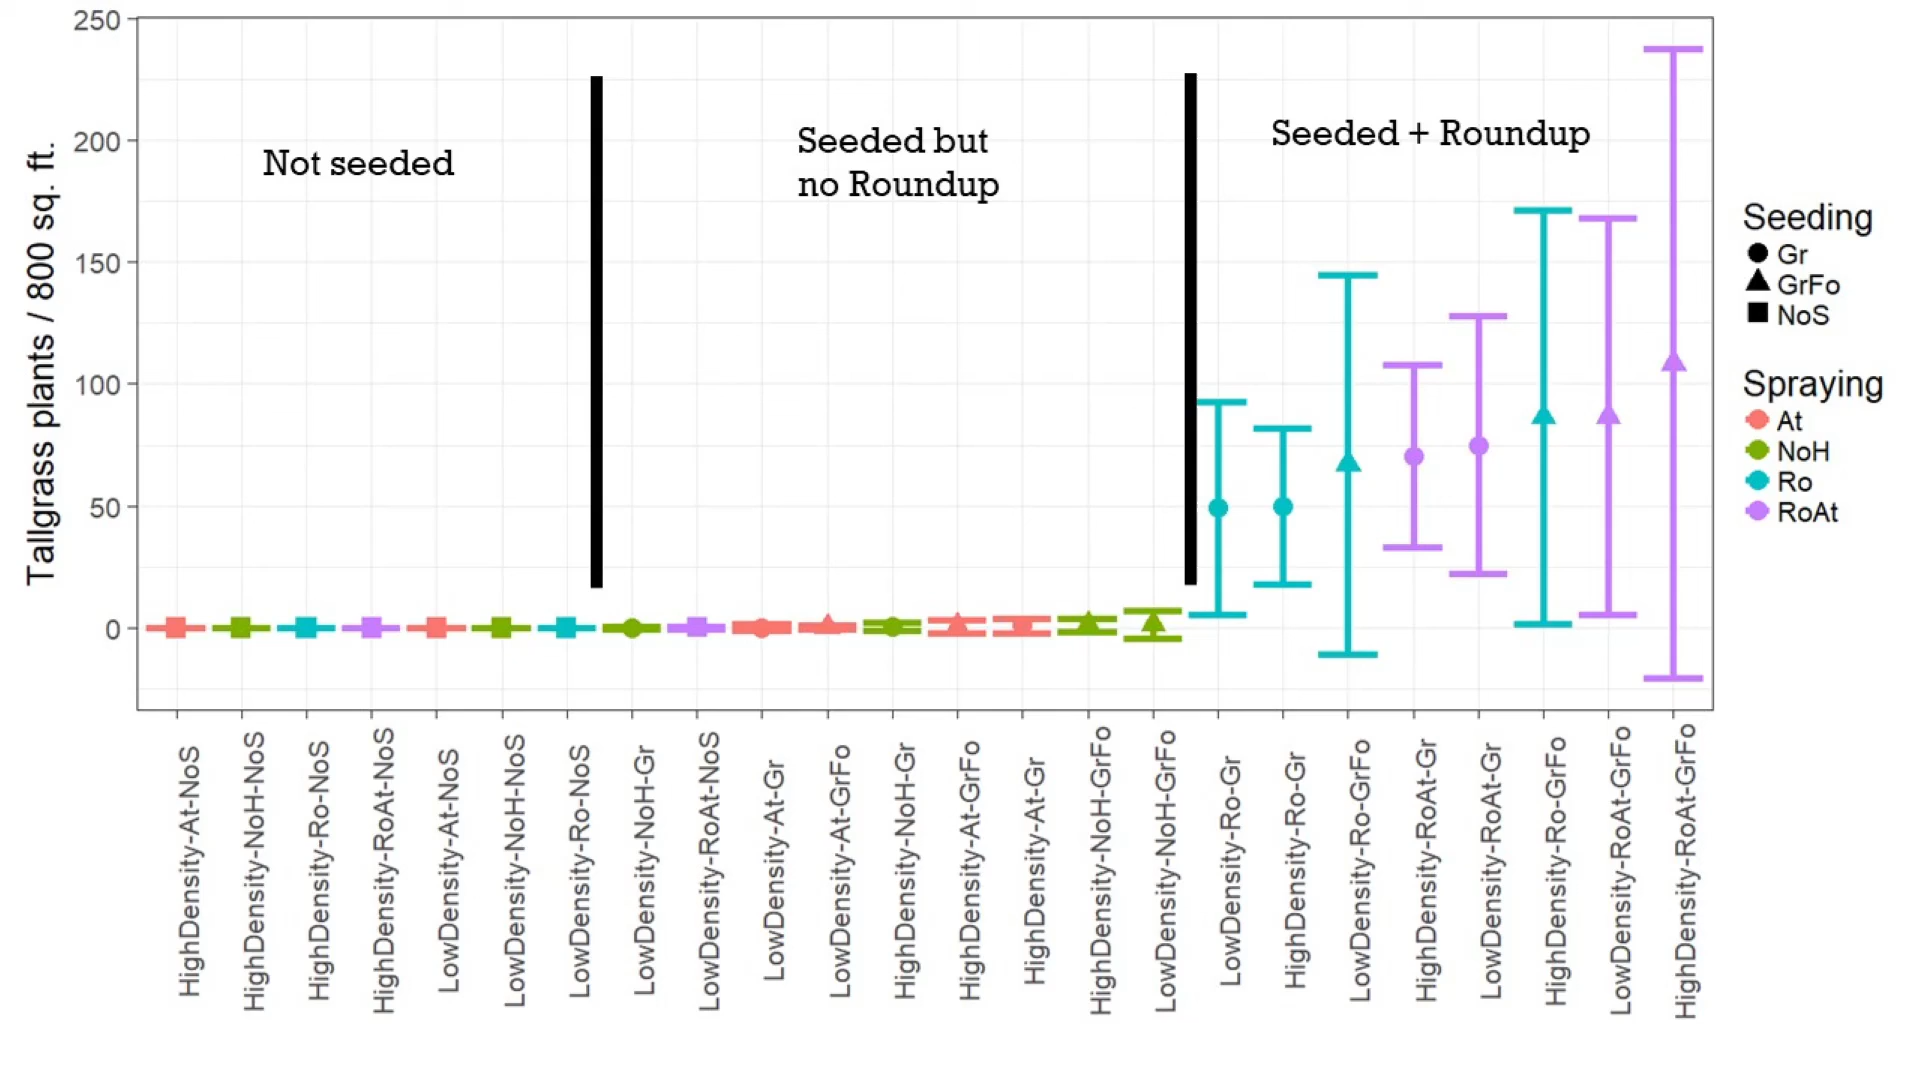 250
200
150
100
50
0
Tallgrass plants / 800 sq. ft.
Not seeded
Seeded but
no Roundup
Seeded + Roundup
HighDensity-At-NoS
HighDensity-NoH-NoS
HighDensity-Ro-NoS
HighDensity-RoAt-NoS
LowDensity-At-NoS
LowDensity-NoH-NoS
LowDensity-Ro-NoS
LowDensity-NoH-Gr
LowDensity-RoAt-NoS
LowDensity-At-Gr
LowDensity-At-GrFo
HighDensity-NoH-Gr
HighDensity-At-GrFo
HighDensity-At-Gr
HighDensity-NoH-GrFo
LowDensity-NoH-GrFo
LowDensity-Ro-Gr
HighDensity-Ro-Gr
LowDensity-Ro-GrFo
HighDensity-RoAt-Gr
LowDensity-RoAt-Gr
HighDensity-Ro-GrFo
LowDensity-RoAt-GrFo
HighDensity-RoAt-GrFo
Seeding
Gr
GrFo
NoS
Spraying
At
NoH
Ro
RoAt